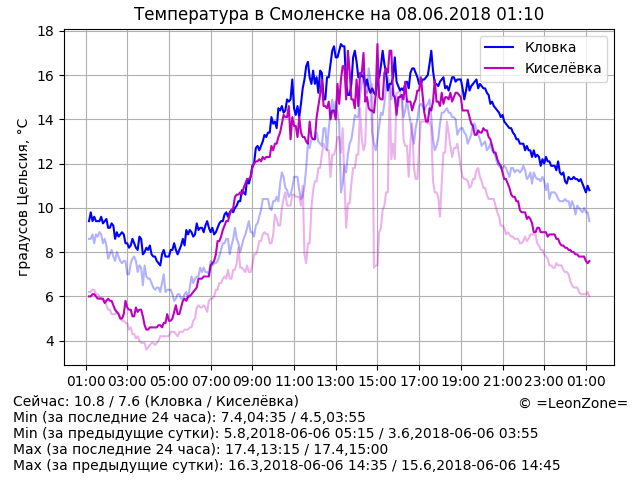 Температура в Смоленске на 08.06.2018 01:10
Кловка
Киселёвка
градусов Цельсия, °C
18
16
14
12
10
8
6
4
01:00 03:00 05:00 07:00 09:00 11:00 13:00 15:00 17:00 19:00 21:00 23:00 01:00
Сейчас: 10.8 / 7.6 (Кловка / Киселёвка)
© =LeonZone=
Min (за последние 24 часа): 7.4,04:35 / 4.5,03:55
Min (за предыдущие сутки): 5.8,2018-06-06 05:15 / 3.6,2018-06-06 03:55
Max (за последние 24 часа): 17.4,13:15 / 17.4,15:00
Max (за предыдущие сутки): 16.3,2018-06-06 14:35 / 15.6,2018-06-06 14:45